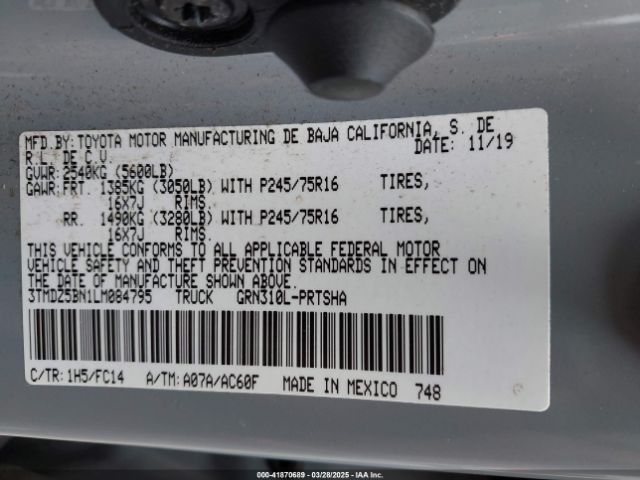 MFD.BY: TOYOTA MOTOR MANUFACTURING DE BAJA CALIFORNIA, S. DE
R.L. DE C.V. DATE: 11/19
GVWR: 2540KG (5600LB)
GAWR: FRT. 1385KG (3050LB) WITH P245/75R16 TIRES,
16X7J RIMS
RR. 1490KG (3280LB) WITH P245/75R16 TIRES,
16X7J RIMS
THIS VEHICLE CONFORMS TO ALL APPLICABLE FEDERAL MOTOR
VEHICLE SAFETY AND THEFT PREVENTION STANDARDS IN EFFECT ON
THE DATE OF MANUFACTURE SHOWN ABOVE.
3TMDZ5BN1LM084795 TRUCK GRN310L-PRTSHA
C/TR: 1H5/FC14 A/TM: A07A/AC60F MADE IN MEXICO 748
000-41870689 | 03/28/2025 | IAA Inc.